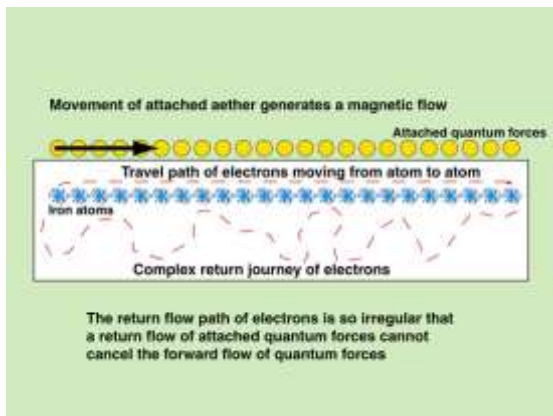 Movement of attached aether generates a magnetic flow
Attached quantum forces
Travel path of electrons moving from atom to atom
Iron atoms
Complex return journey of electrons
The return flow path of electrons is so irregular that
a return flow of attached quantum forces cannot
cancel the forward flow of quantum forces